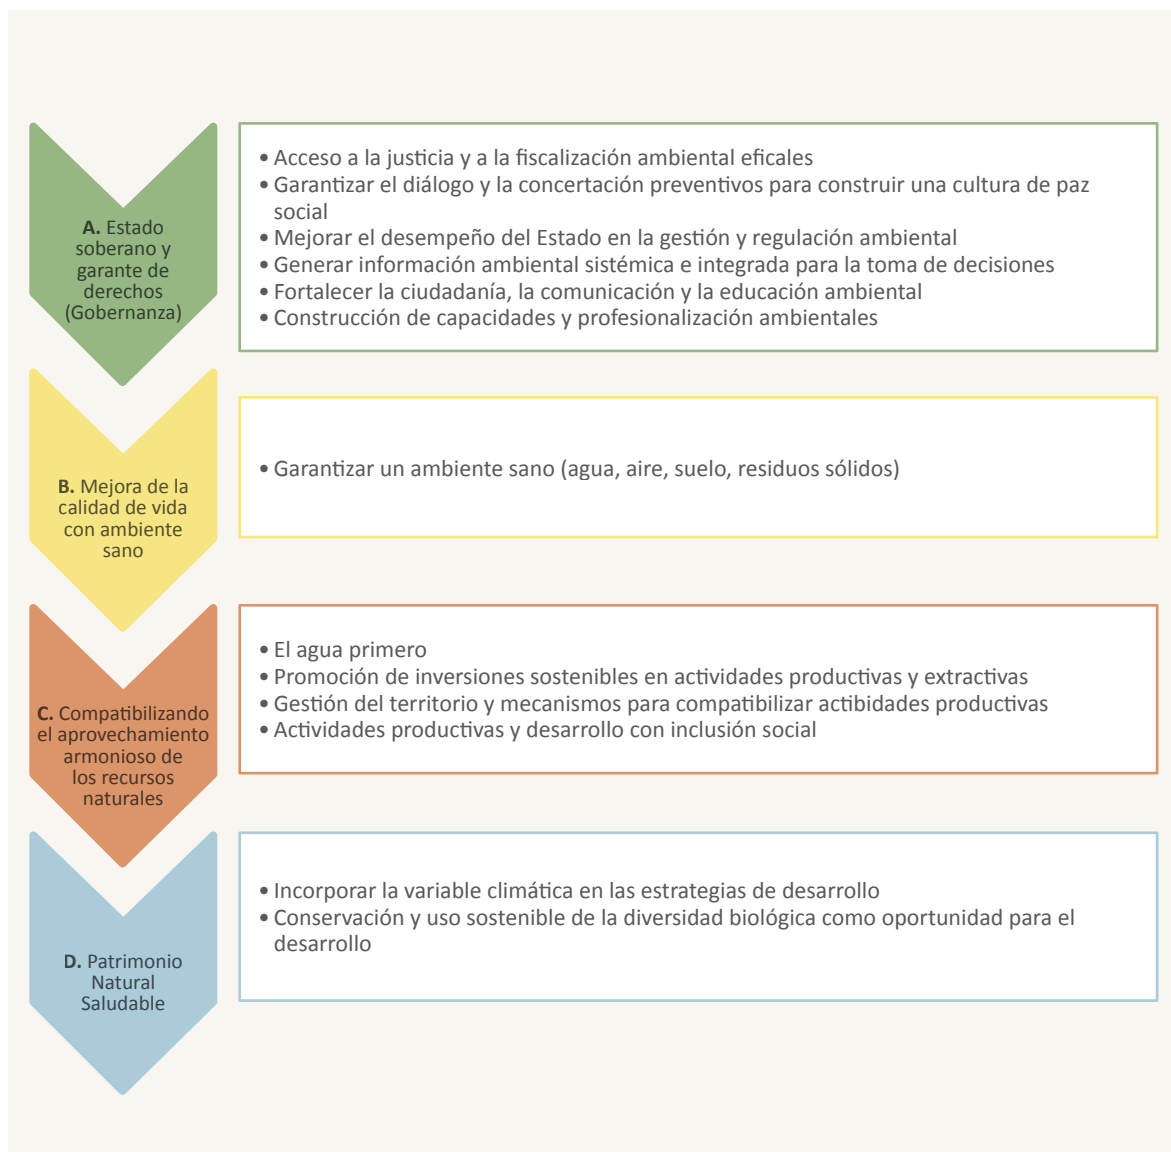 A. Estado
soberano y
garante de
derechos
(Gobernanza)
• Acceso a la justicia y a la fiscalización ambiental eficales
• Garantizar el diálogo y la concertación preventivos para construir una cultura de paz
social
• Mejorar el desempeño del Estado en la gestión y regulación ambiental
• Generar información ambiental sistémica e integrada para la toma de decisiones
• Fortalecer la ciudadanía, la comunicación y la educación ambiental
• Construcción de capacidades y profesionalización ambientales
B. Mejora de la
calidad de vida
con ambiente
sano
• Garantizar un ambiente sano (agua, aire, suelo, residuos sólidos)
C. Compatibilizando
el aprovechamiento
armonioso de
los recursos
naturales
• El agua primero
• Promoción de inversiones sostenibles en actividades productivas y extractivas
• Gestión del territorio y mecanismos para compatibilizar actibidades productivas
• Actividades productivas y desarrollo con inclusión social
D. Patrimonio
Natural
Saludable
• Incorporar la variable climática en las estrategias de desarrollo
• Conservación y uso sostenible de la diversidad biológica como oportunidad para el
desarrollo